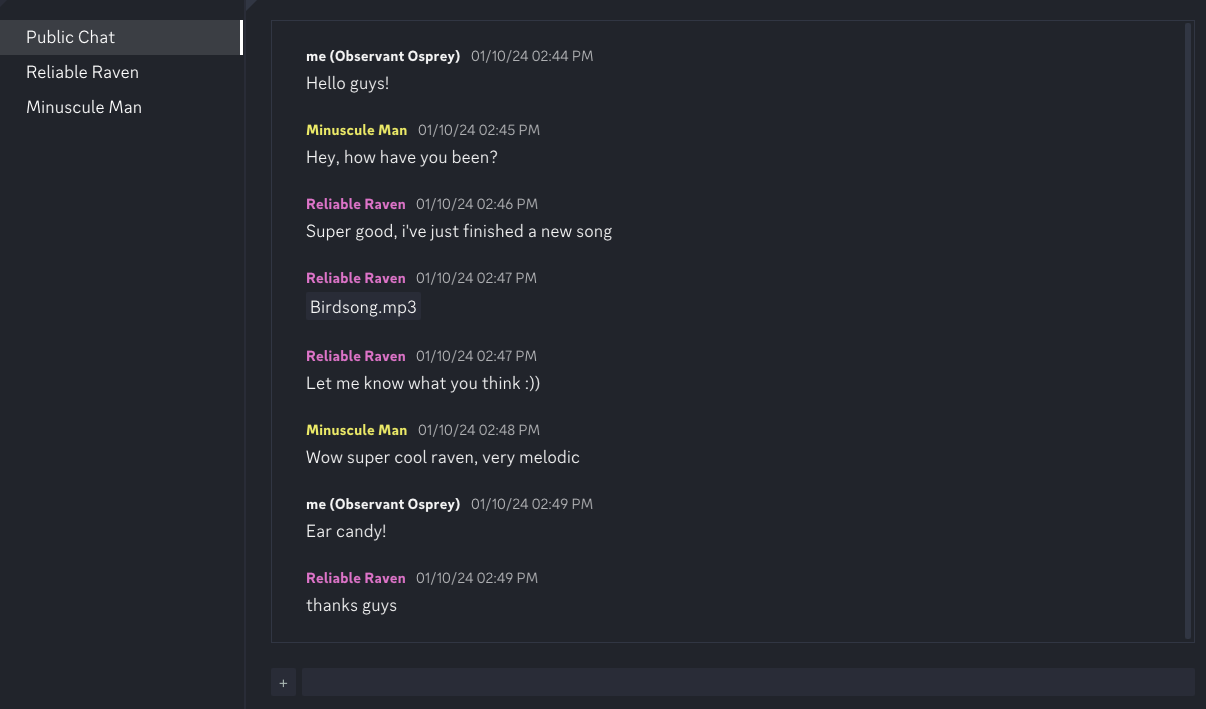 Public Chat
Reliable Raven
Minuscule Man
me (Observant Osprey) 01/10/24 02:44 PM
Hello guys!
Minuscule Man 01/10/24 02:45 PM
Hey, how have you been?
Reliable Raven 01/10/24 02:46 PM
Super good, i've just finished a new song
Reliable Raven 01/10/24 02:47 PM
Birdsong.mp3
Reliable Raven 01/10/24 02:47 PM
Let me know what you think :))
Minuscule Man 01/10/24 02:48 PM
Wow super cool raven, very melodic
me (Observant Osprey) 01/10/24 02:49 PM
Ear candy!
Reliable Raven 01/10/24 02:49 PM
thanks guys
+